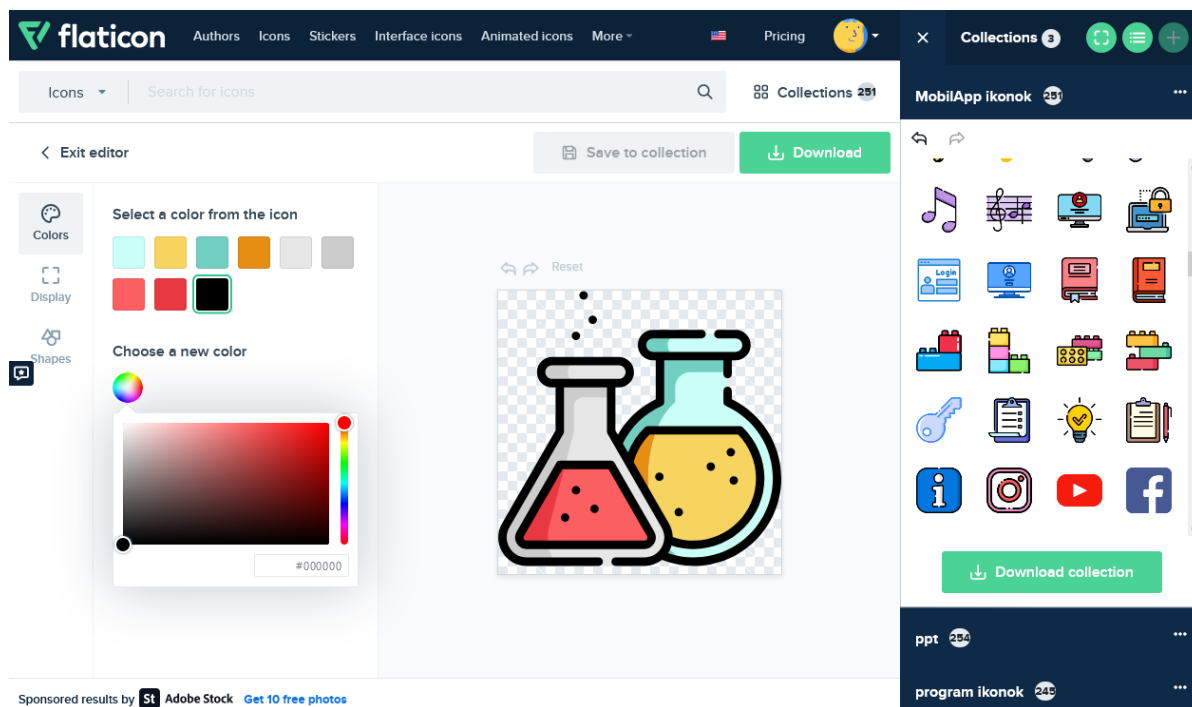 flaticon
Authors Icons Stickers Interface icons Animated icons More Pricing
Collections 3
Icons Search for icons Collections 251
MobilApp ikonok 251
Exit editor Save to collection Download
Colors
Display
Shapes
Select a color from the icon
Choose a new color
#000000
Reset
Login
Download collection
ppt 254
program ikonok 245
Sponsored results by St Adobe Stock Get 10 free photos